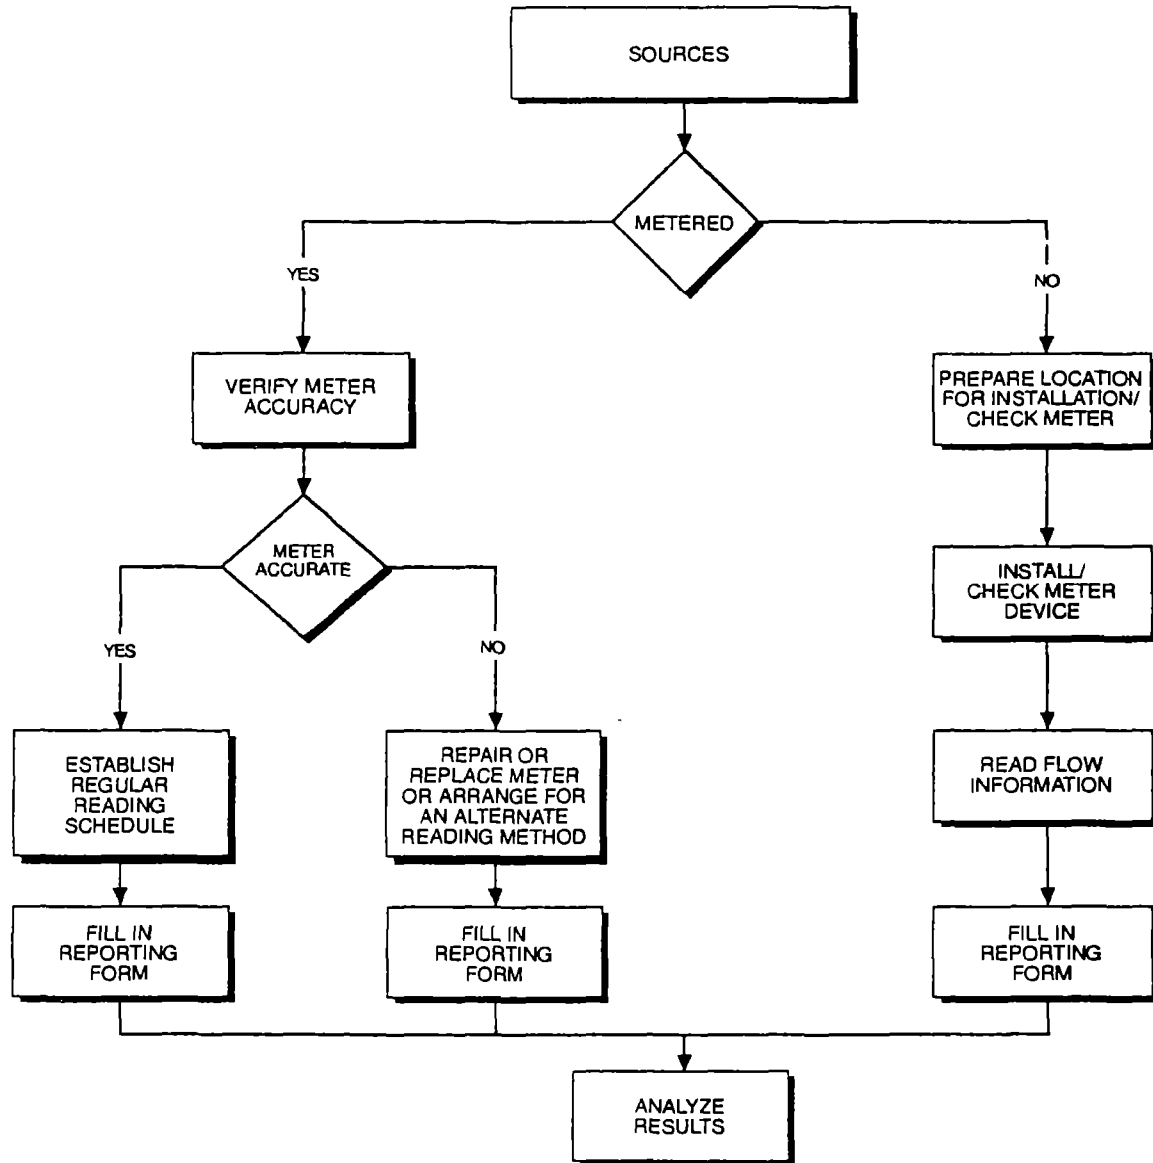 SOURCES
METERED
YES
NO
VERIFY METER
ACCURACY
PREPARE LOCATION
FOR INSTALLATION/
CHECK METER
METER
ACCURATE
INSTALL/
CHECK METER
DEVICE
YES
NO
ESTABLISH
REGULAR
READING
SCHEDULE
REPAIR OR
REPLACE METER
OR ARRANGE FOR
AN ALTERNATE
READING METHOD
READ FLOW
INFORMATION
FILL IN
REPORTING
FORM
FILL IN
REPORTING
FORM
FILL IN
REPORTING
FORM
ANALYZE
RESULTS